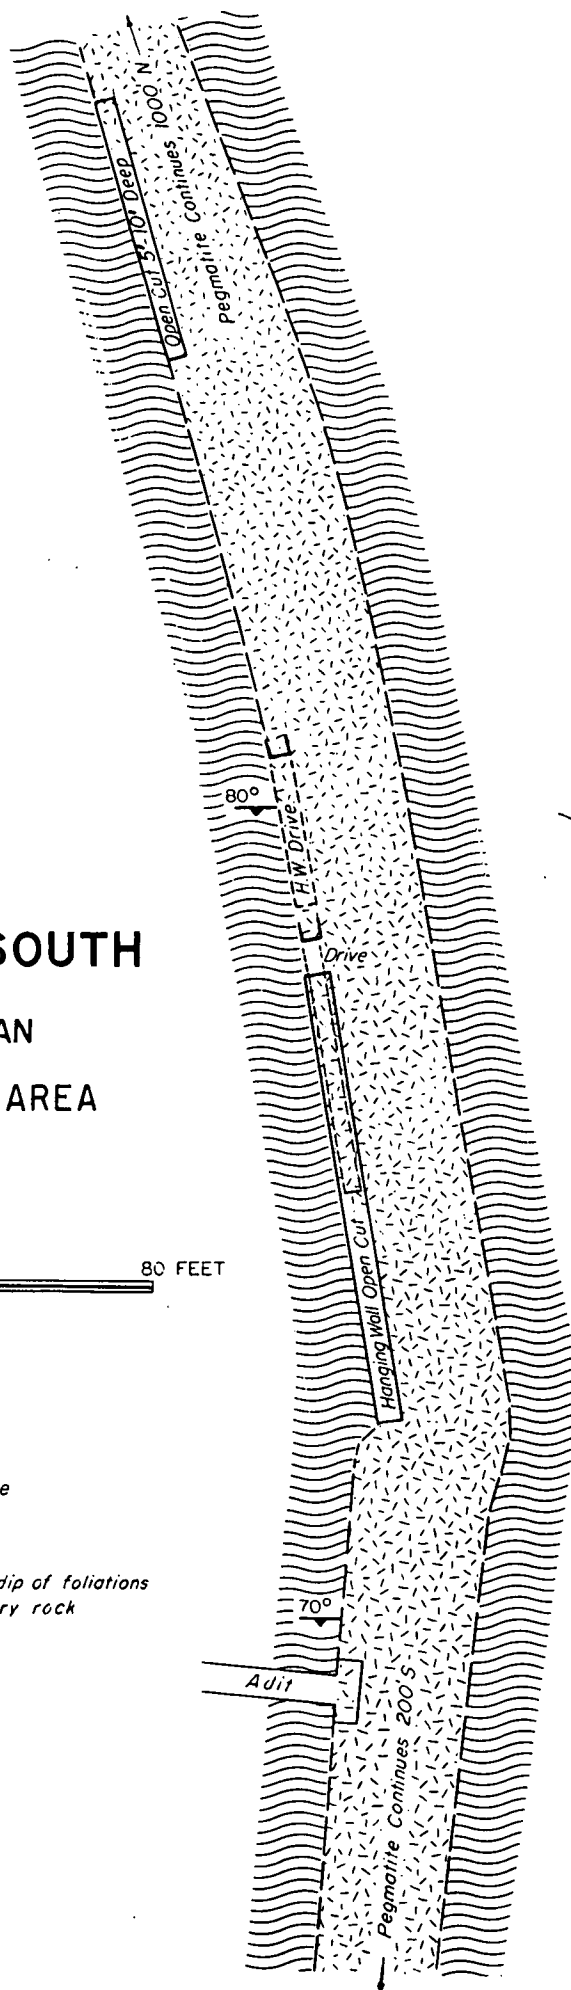 Pegmatite Continues 1000 N
Open Cut 5'-10' Deep
80°
H.W Drive
Drive
SOUTH
AN
AREA
80 FEET
Hanging Wall Open Cut
e
dip of foliations
ry rock
70°
Adit
Pegmatite Continues 200'S